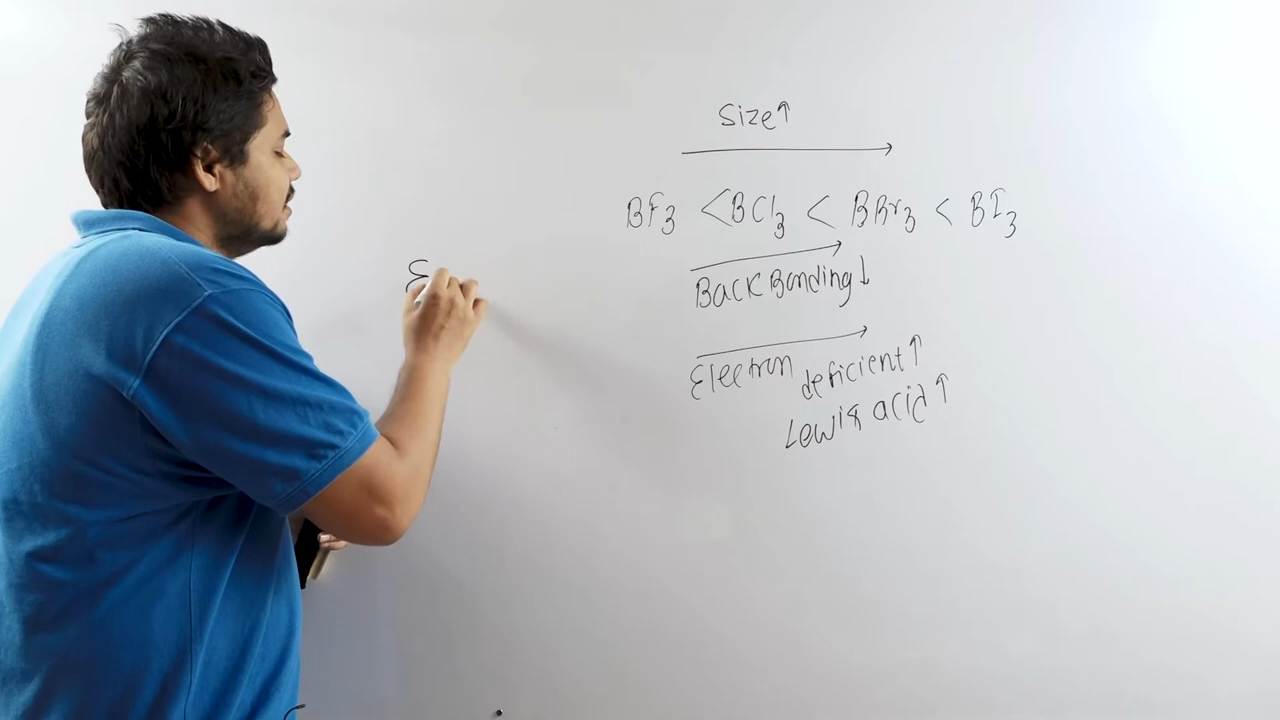 Size↑
BF3 < BCl3 < BBr3 < BI3
Back Bonding↓
Electron deficient↑
Lewis acid↑